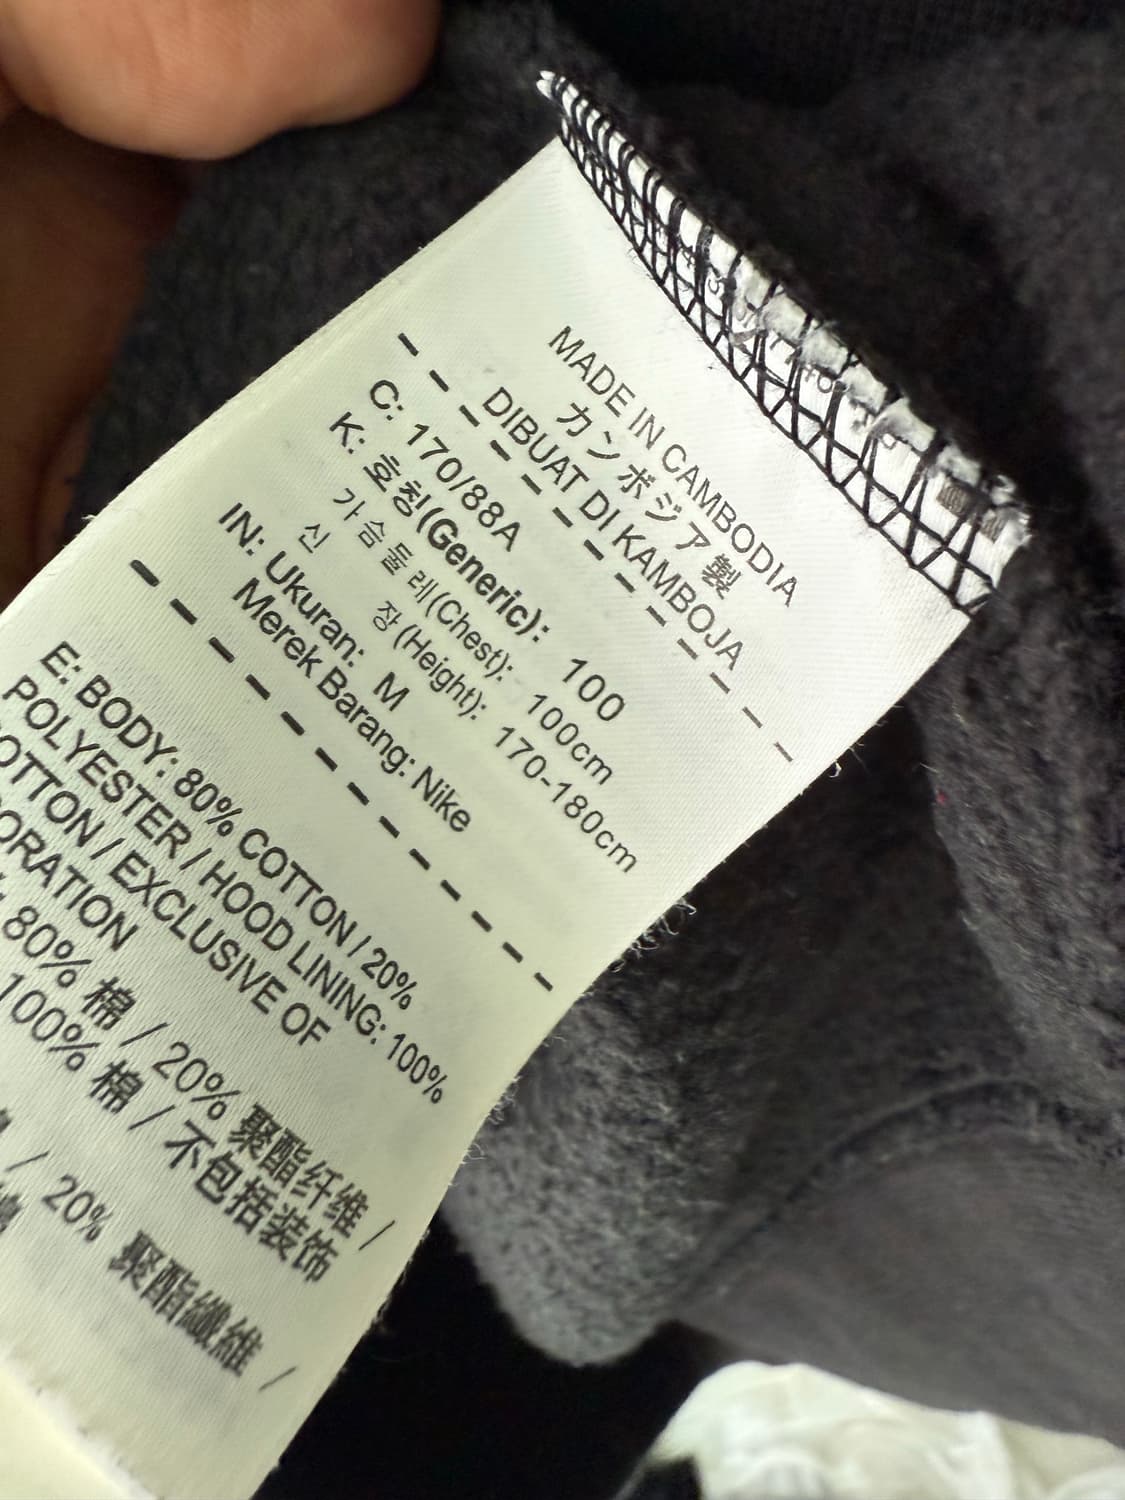 MADE IN CAMBODIA
カンボジア製
DIBUAT DI KAMBOJA
C: 170/88A
K: 호칭(Generic): 100
가슴둘레(Chest): 100cm
신 장(Height): 170-180cm
IN: Ukuran: M
Merek Barang: Nike
E: BODY: 80% COTTON / 20%
POLYESTER / HOOD LINING: 100%
COTTON / EXCLUSIVE OF
80% 棉 / 20% 聚酯纤维 /
100% 棉 / 不包括装饰
/ 20% 聚酯纖維 /